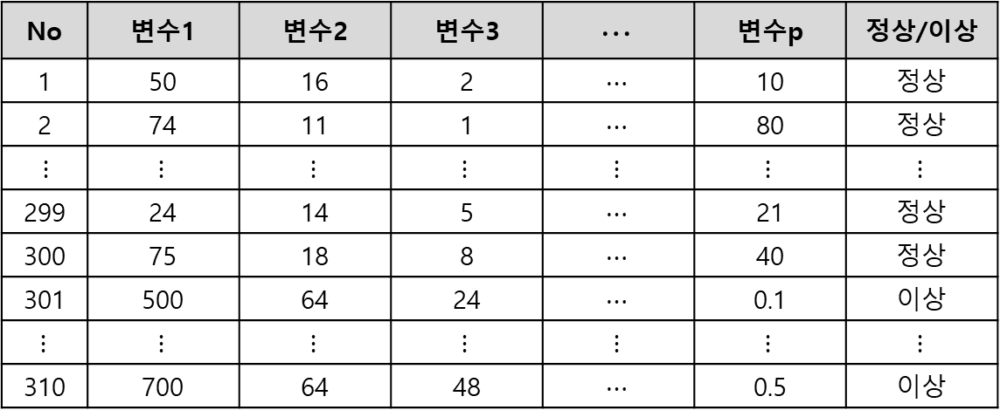 No 변수1 변수2 변수3 ⋯ 변수p 정상/이상
1 50 16 2 ⋯ 10 정상
2 74 11 1 ⋯ 80 정상
⋮ ⋮ ⋮ ⋮ ⋮ ⋮ ⋮
299 24 14 5 ⋯ 21 정상
300 75 18 8 ⋯ 40 정상
301 500 64 24 ⋯ 0.1 이상
⋮ ⋮ ⋮ ⋮ ⋮ ⋮ ⋮
310 700 64 48 ⋯ 0.5 이상